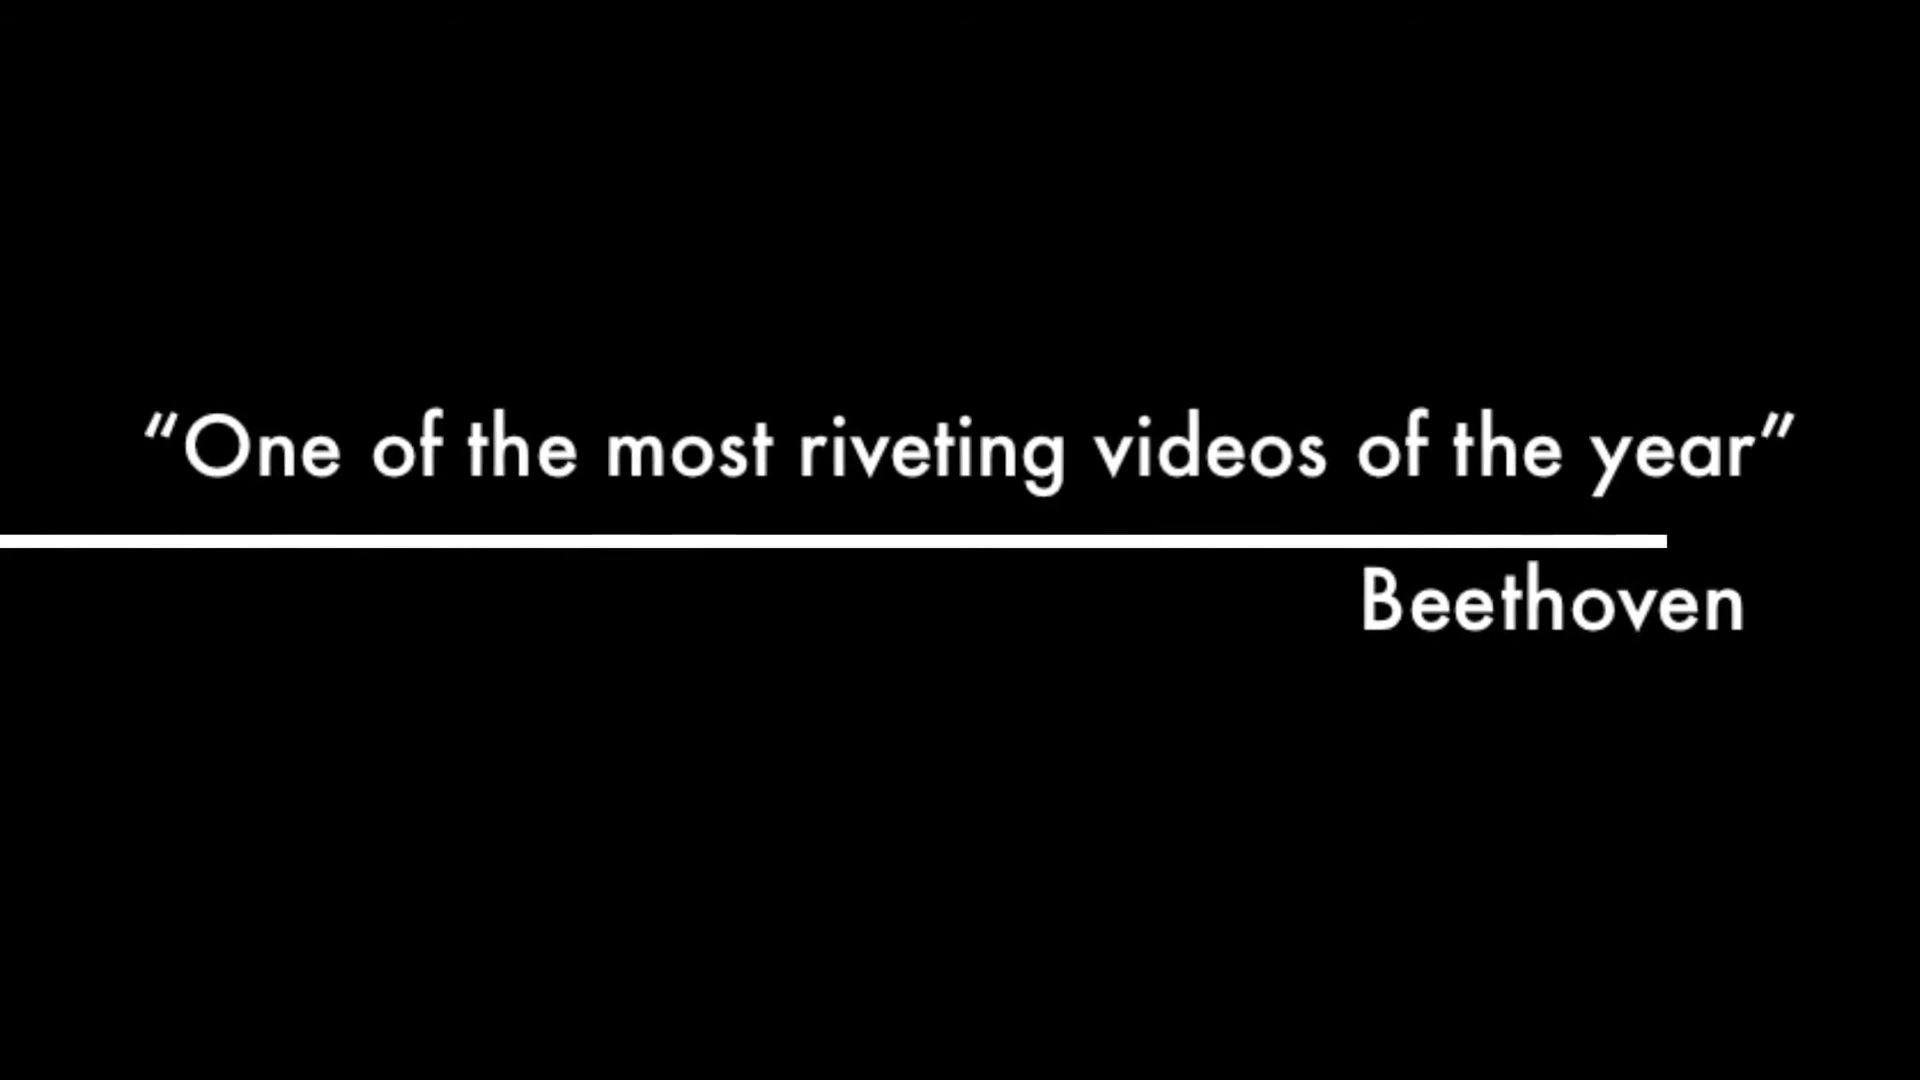 “One of the most riveting videos of the year”
Beethoven